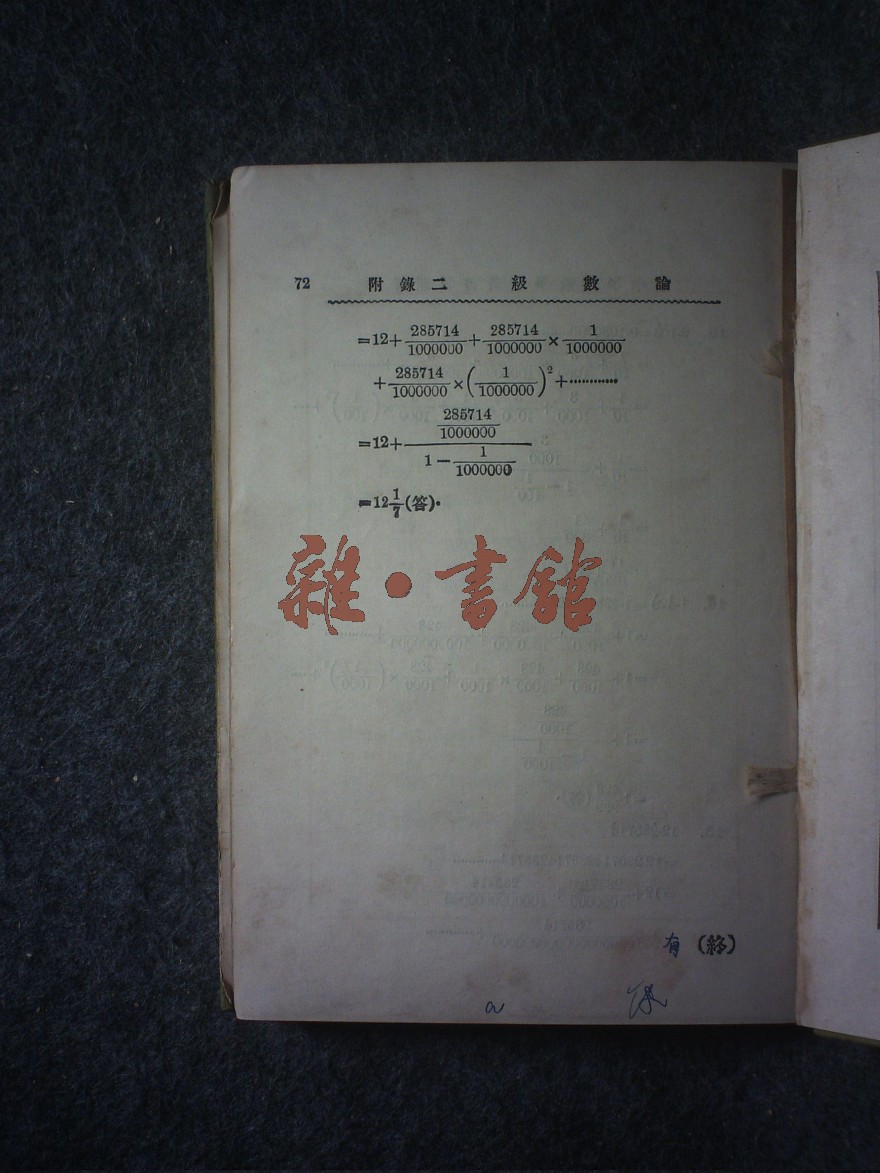 72 附錄二 級數論
=12+285714/1000000+285714/1000000×1/1000000
+285714/1000000×(1/1000000)²+…………
=12+(285714/1000000)/(1-1/1000000)
=12 1/7(答).
雜·書館
有 (終)
a